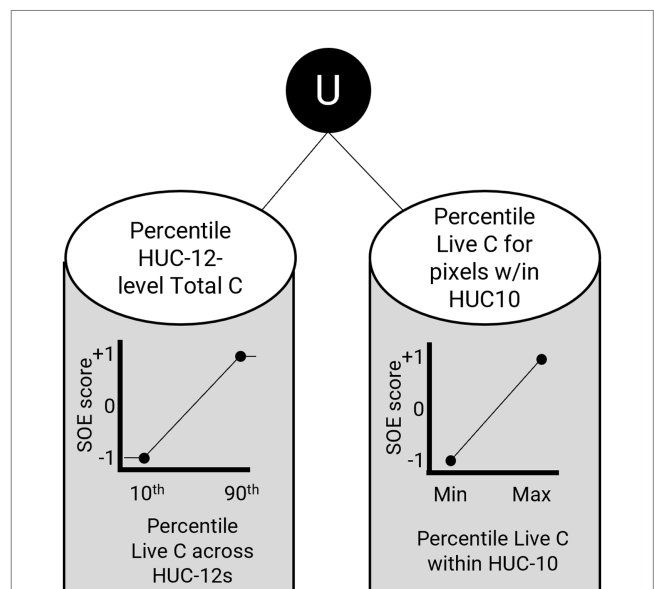 U
Percentile
HUC-12-
level Total C
Percentile
Live C for
pixels w/in
HUC10
SOE score
+1
0
-1
10th
90th
Percentile
Live C across
HUC-12s
SOE score
+1
0
-1
Min
Max
Percentile Live C
within HUC-10